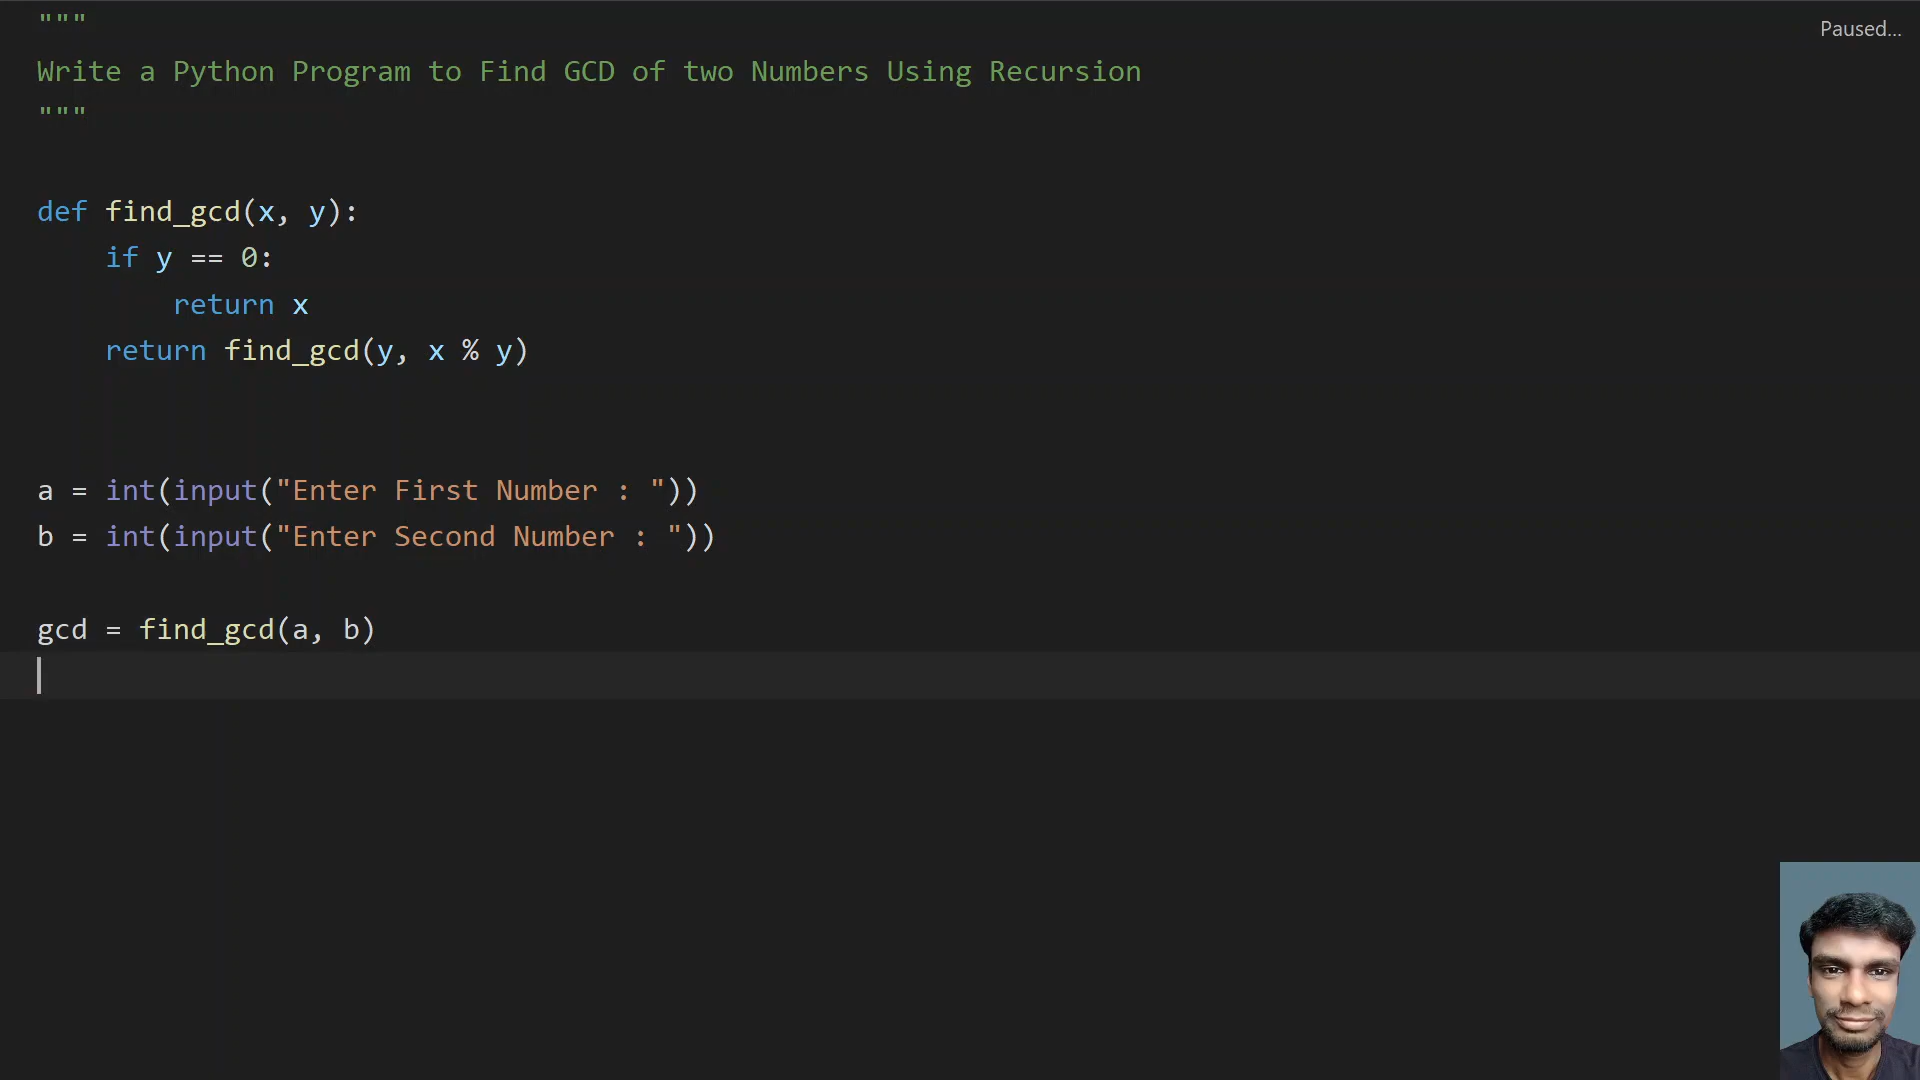 """
Paused...
Write a Python Program to Find GCD of two Numbers Using Recursion
"""
def find_gcd(x, y):
    if y == 0:
        return x
    return find_gcd(y, x % y)
a = int(input("Enter First Number : "))
b = int(input("Enter Second Number : "))
gcd = find_gcd(a, b)